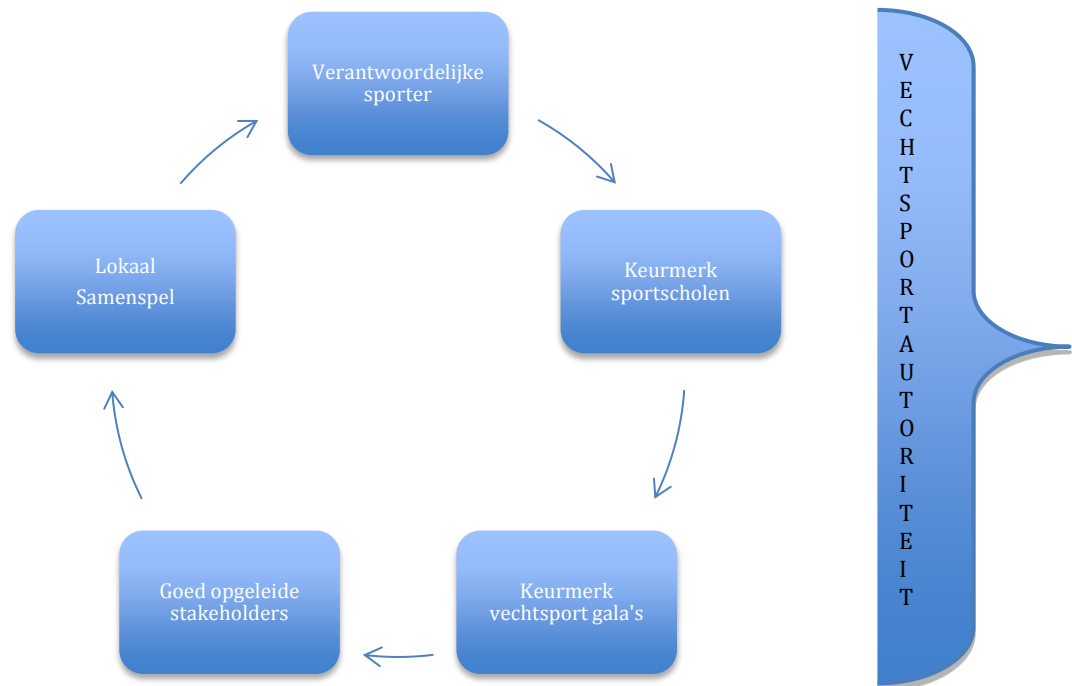 Verantwoordelijke
sporter
Keurmerk
sportscholen
Keurmerk
vechtsport gala's
Goed opgeleide
stakeholders
Lokaal
Samenspel
V
E
C
H
T
S
P
O
R
T
A
U
T
O
R
I
T
E
I
T